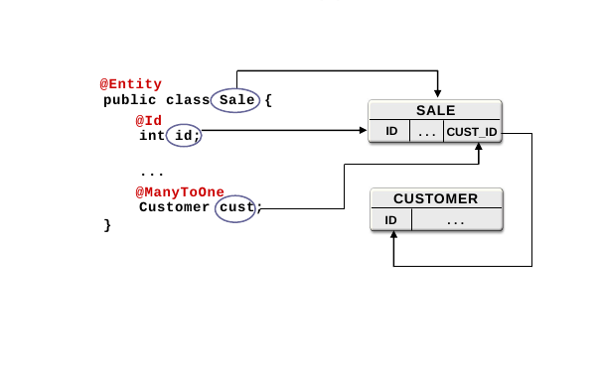 @Entity
public class Sale {
@Id
int id;
...
@ManyToOne
Customer cust;
}
SALE
ID ... CUST_ID
CUSTOMER
ID ...